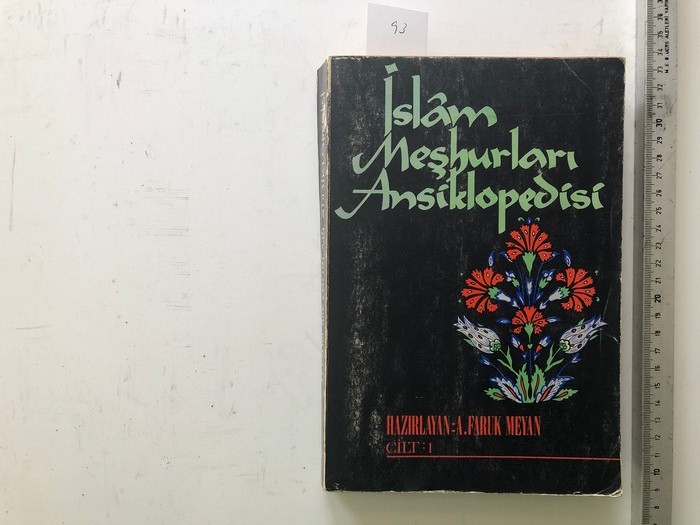 93
İslâm
Meşhurları
Ansiklopedisi
HAZIRLAYAN: A. FARUK MEYAN
CİLT: 1